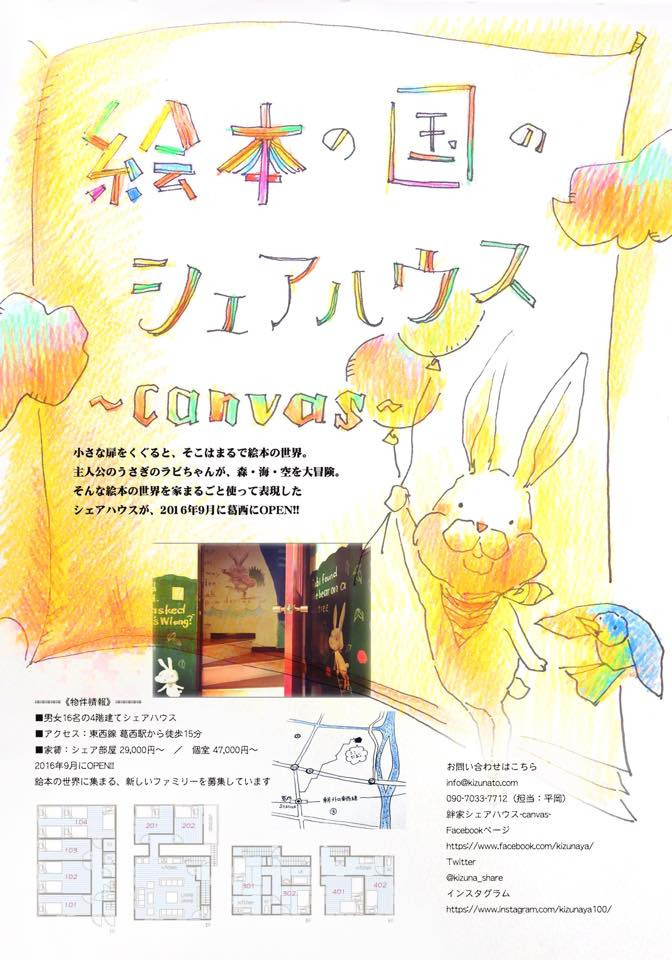 絵本の国の
シェアハウス
~canvas~
小さな扉をくぐると、そこはまるで絵本の世界。
主人公のうさぎのラビちゃんが、森・海・空を大冒険。
そんな絵本の世界を家まるごと使って表現した
シェアハウスが、2016年9月に葛西にOPEN!!
asked
Wlong?
found
bear on a
tree
《物件情報》
■男女16名の4階建てシェアハウス
■アクセス：東西線 葛西駅から徒歩15分
■家賃：シェア部屋 29,000円〜　／　個室 47,000円〜
2016年9月にOPEN!!
絵本の世界に集まる、新しいファミリーを募集しています
104
103
102
101
201
202
301
302
401
402
お問い合わせはこちら
info@kizunato.com
090-7033-7712（担当：平岡）
絆家シェアハウス-canvas-
Facebookページ
https://www.facebook.com/kizunaya/
Twitter
@kizuna_share
インスタグラム
https://www.instagram.com/kizunaya100/